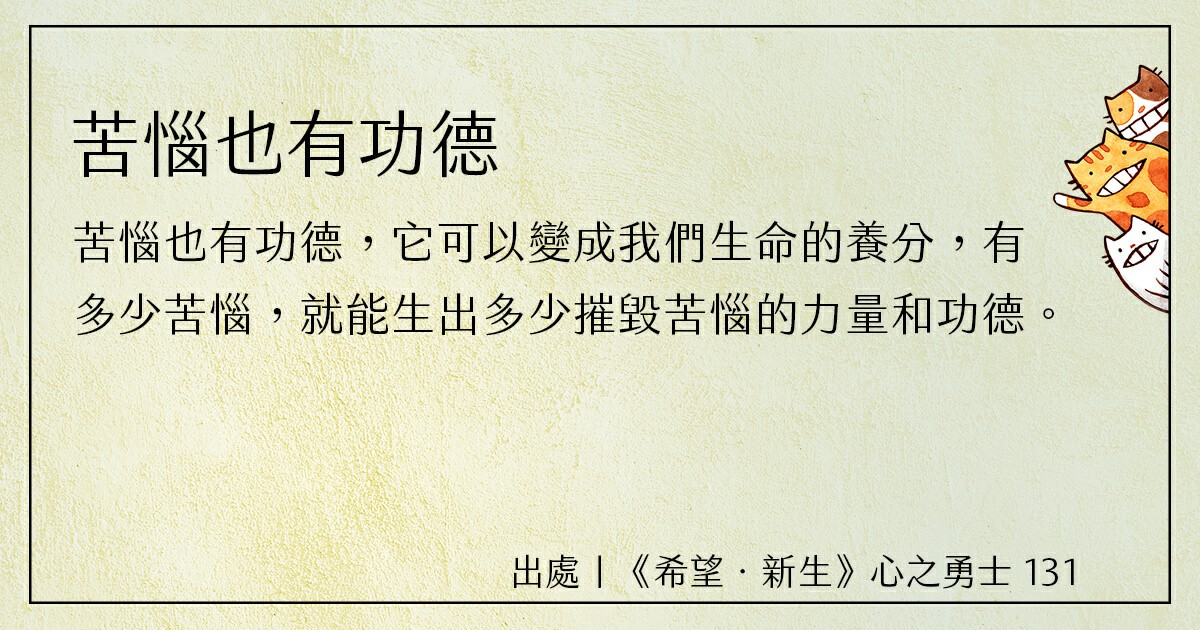 苦惱也有功德
苦惱也有功德，它可以變成我們生命的養分，有
多少苦惱，就能生出多少摧毀苦惱的力量和功德。
出處｜《希望．新生》心之勇士 131